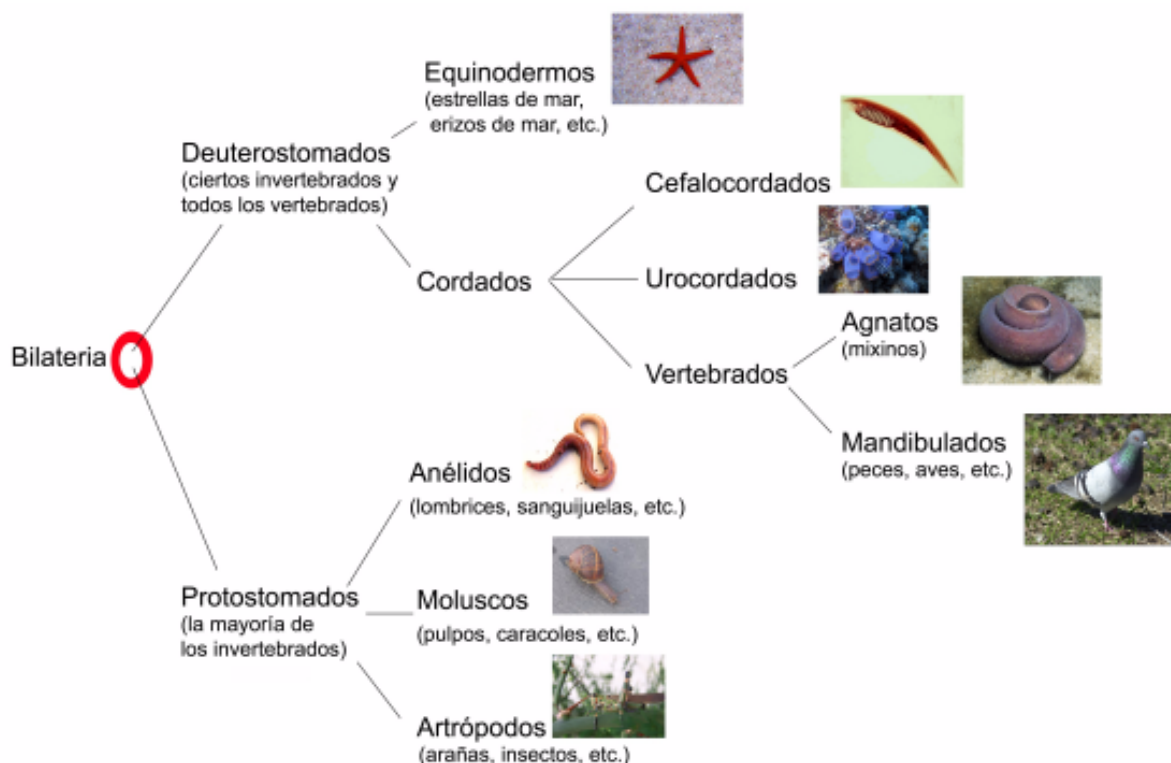 Equinodermos
(estrellas de mar,
erizos de mar, etc.)
Deuterostomados
(ciertos invertebrados y
todos los vertebrados)
Cefalocordados
Cordados
Urocordados
Agnatos
(mixinos)
Bilateria
Vertebrados
Mandibulados
(peces, aves, etc.)
Anélidos
(lombrices, sanguijuelas, etc.)
Protostomados
(la mayoría de
los invertebrados)
Moluscos
(pulpos, caracoles, etc.)
Artrópodos
(arañas, insectos, etc.)